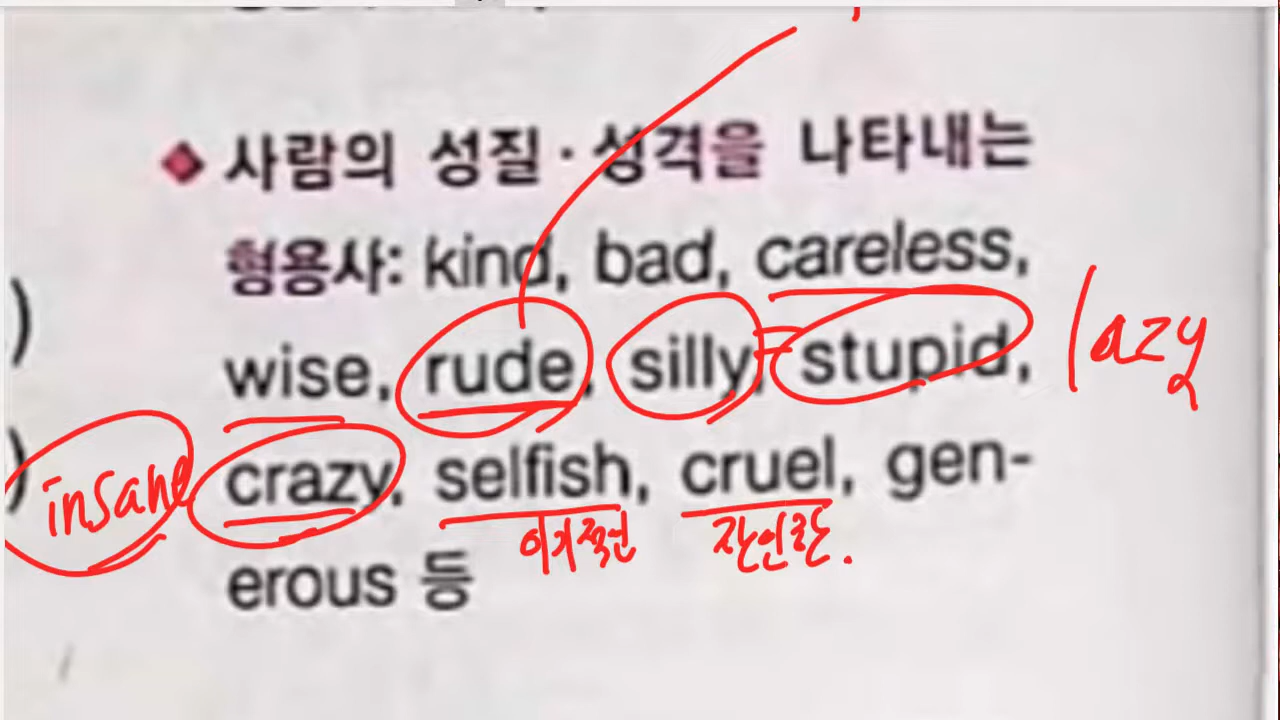 ◆ 사람의 성질·성격을 나타내는
형용사: kind, bad, careless,
wise, rude, silly, = stupid, lazy
insane crazy, selfish, cruel, gen-
이기적인 잔인한.
erous 등